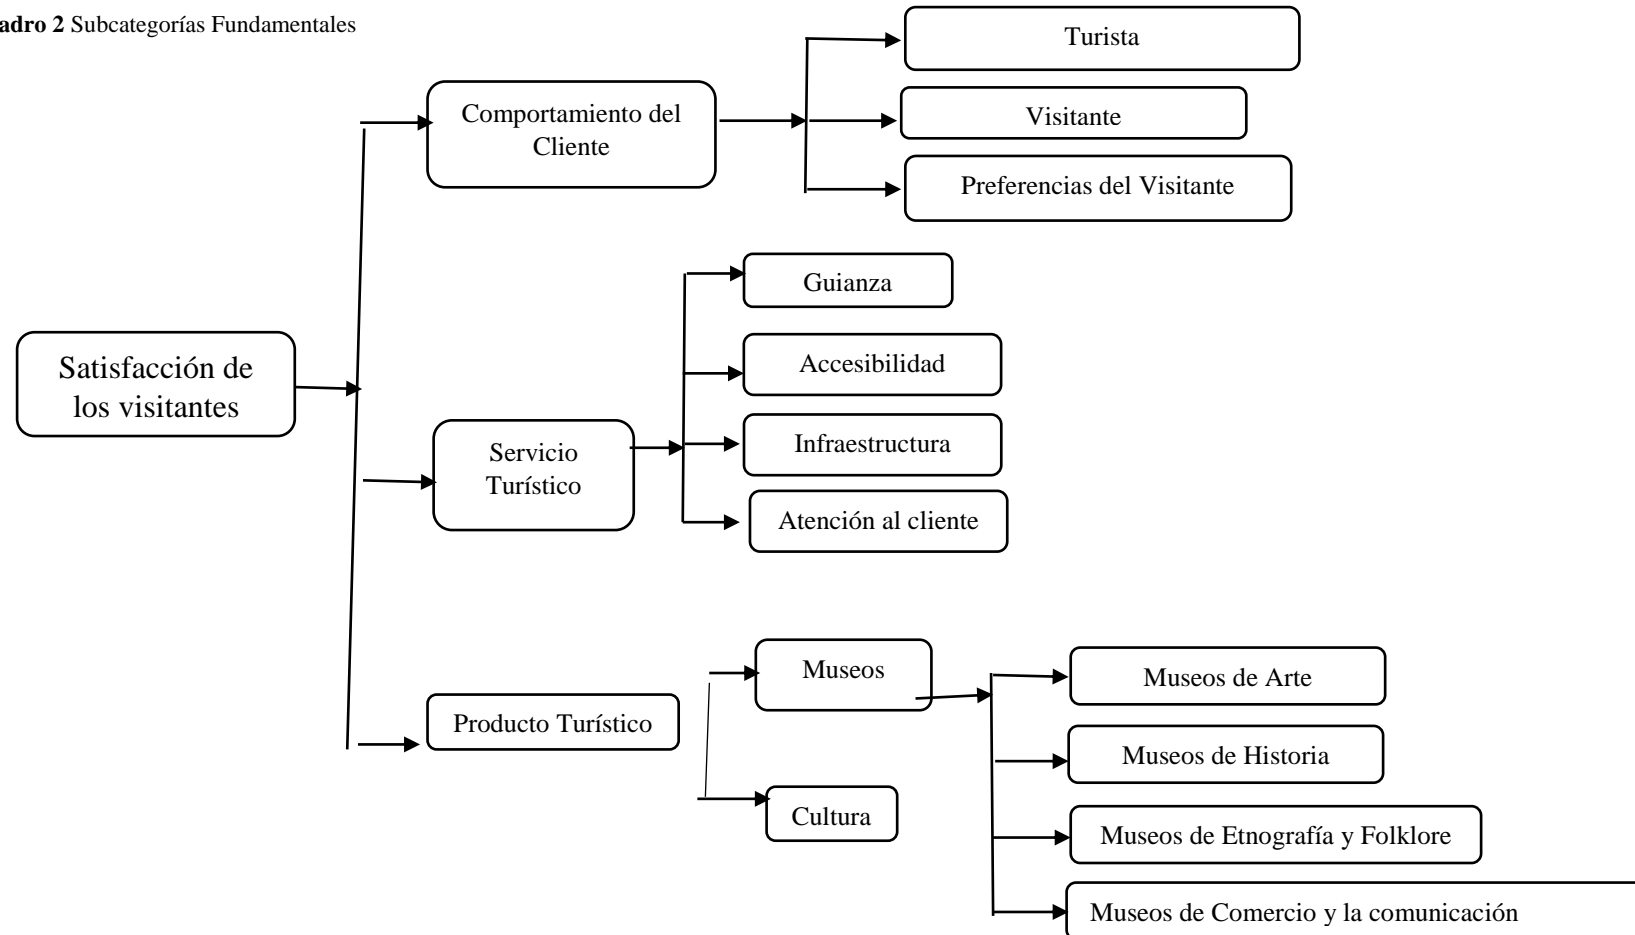 adro 2 Subcategorías Fundamentales
Turista
Comportamiento del
Cliente
Visitante
Preferencias del Visitante
Guianza
Satisfacción de
los visitantes
Accesibilidad
Servicio
Turístico
Infraestructura
Atención al cliente
Producto Turístico
Museos
Museos de Arte
Museos de Historia
Cultura
Museos de Etnografía y Folklore
Museos de Comercio y la comunicación